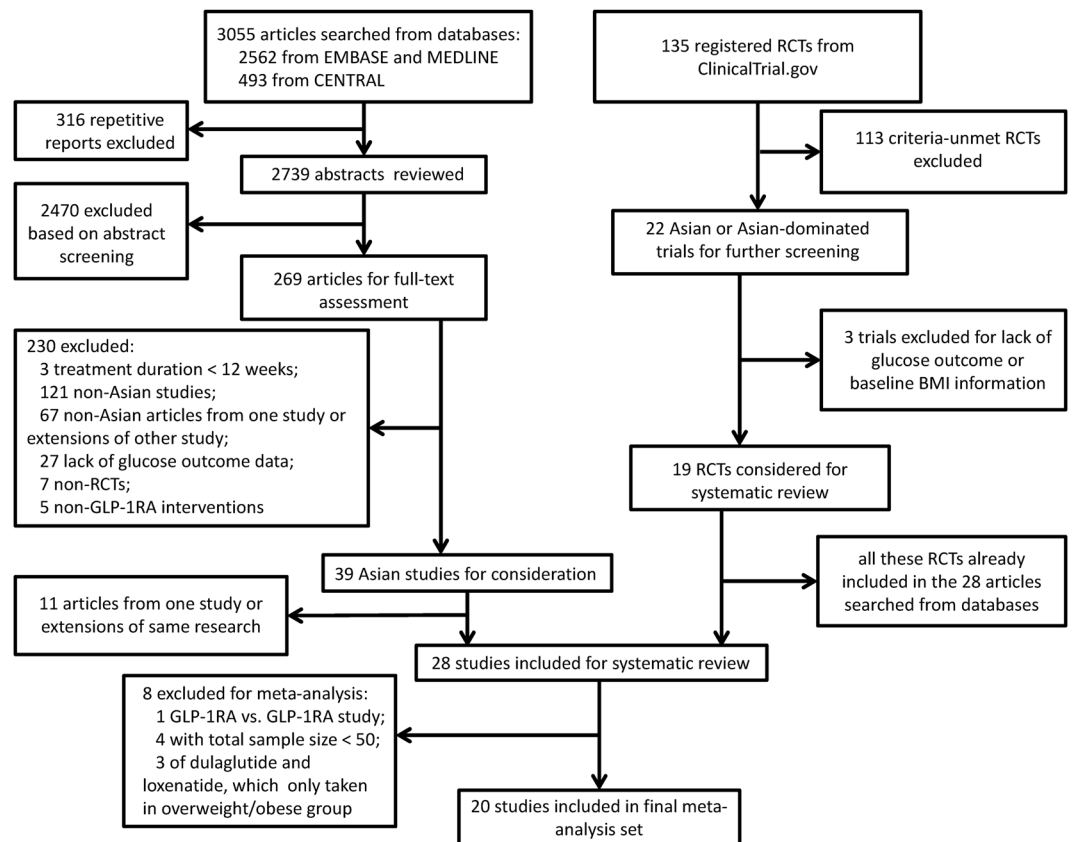 3055 articles searched from databases:
2562 from EMBASE and MEDLINE
493 from CENTRAL
135 registered RCTs from
ClinicalTrial.gov
316 repetitive
reports excluded
113 criteria-unmet RCTs
excluded
2739 abstracts reviewed
2470 excluded
based on abstract
screening
22 Asian or Asian-dominated
trials for further screening
269 articles for full-text
assessment
230 excluded:
3 treatment duration < 12 weeks;
121 non-Asian studies;
67 non-Asian articles from one study or
extensions of other study;
27 lack of glucose outcome data;
7 non-RCTs;
5 non-GLP-1RA interventions
3 trials excluded for lack of
glucose outcome or
baseline BMI information
19 RCTs considered for
systematic review
39 Asian studies for consideration
all these RCTs already
included in the 28 articles
searched from databases
11 articles from one study or
extensions of same research
28 studies included for systematic review
8 excluded for meta-analysis:
1 GLP-1RA vs. GLP-1RA study;
4 with total sample size < 50;
3 of dulaglutide and
loxenatide, which only taken
in overweight/obese group
20 studies included in final meta-
analysis set